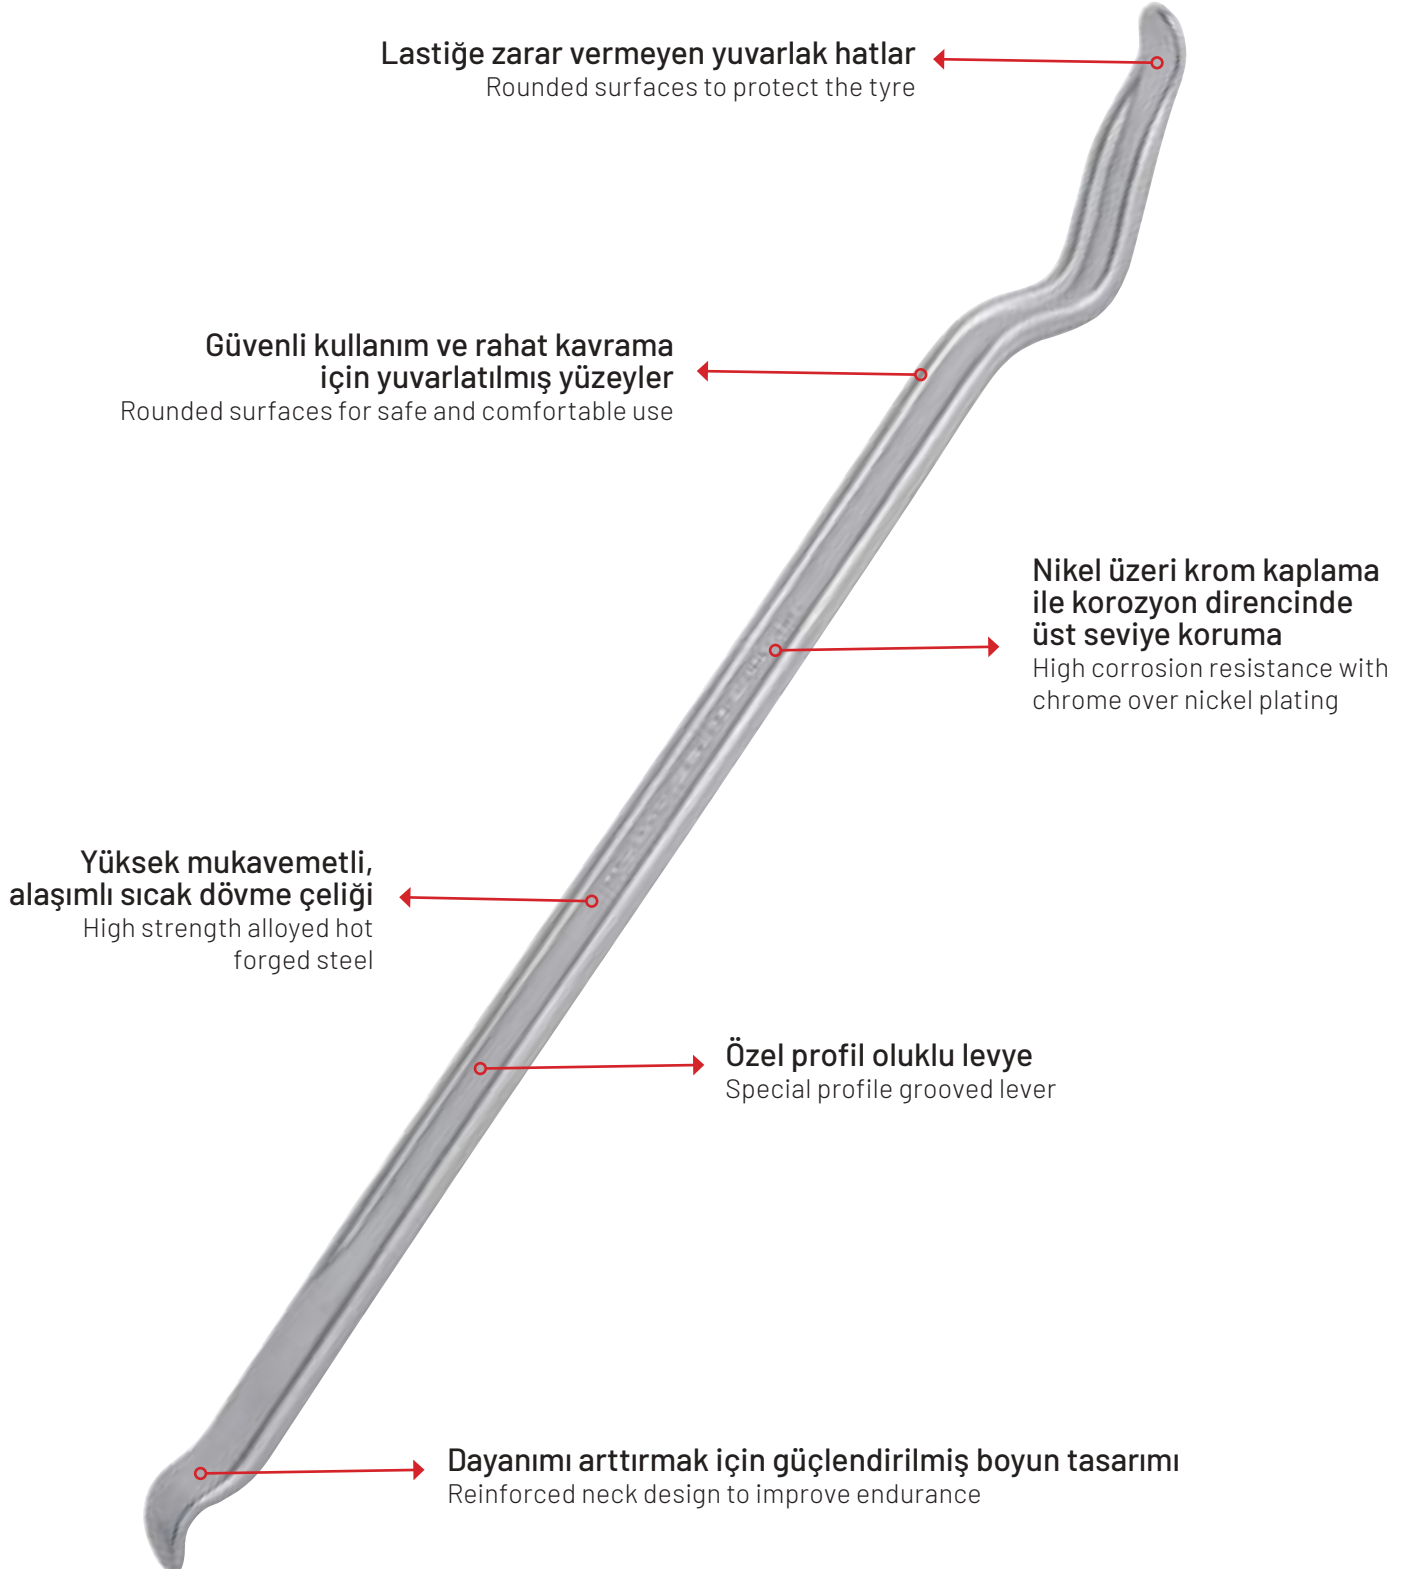 Lastiğe zarar vermeyen yuvarlak hatlar
Rounded surfaces to protect the tyre
Güvenli kullanım ve rahat kavrama
için yuvarlatılmış yüzeyler
Rounded surfaces for safe and comfortable use
Nikel üzeri krom kaplama
ile korozyon direncinde
üst seviye koruma
High corrosion resistance with
chrome over nickel plating
Yüksek mukavemetli,
alaşımlı sıcak dövme çeliği
High strength alloyed hot
forged steel
Özel profil oluklu levye
Special profile grooved lever
Dayanımı arttırmak için güçlendirilmiş boyun tasarımı
Reinforced neck design to improve endurance